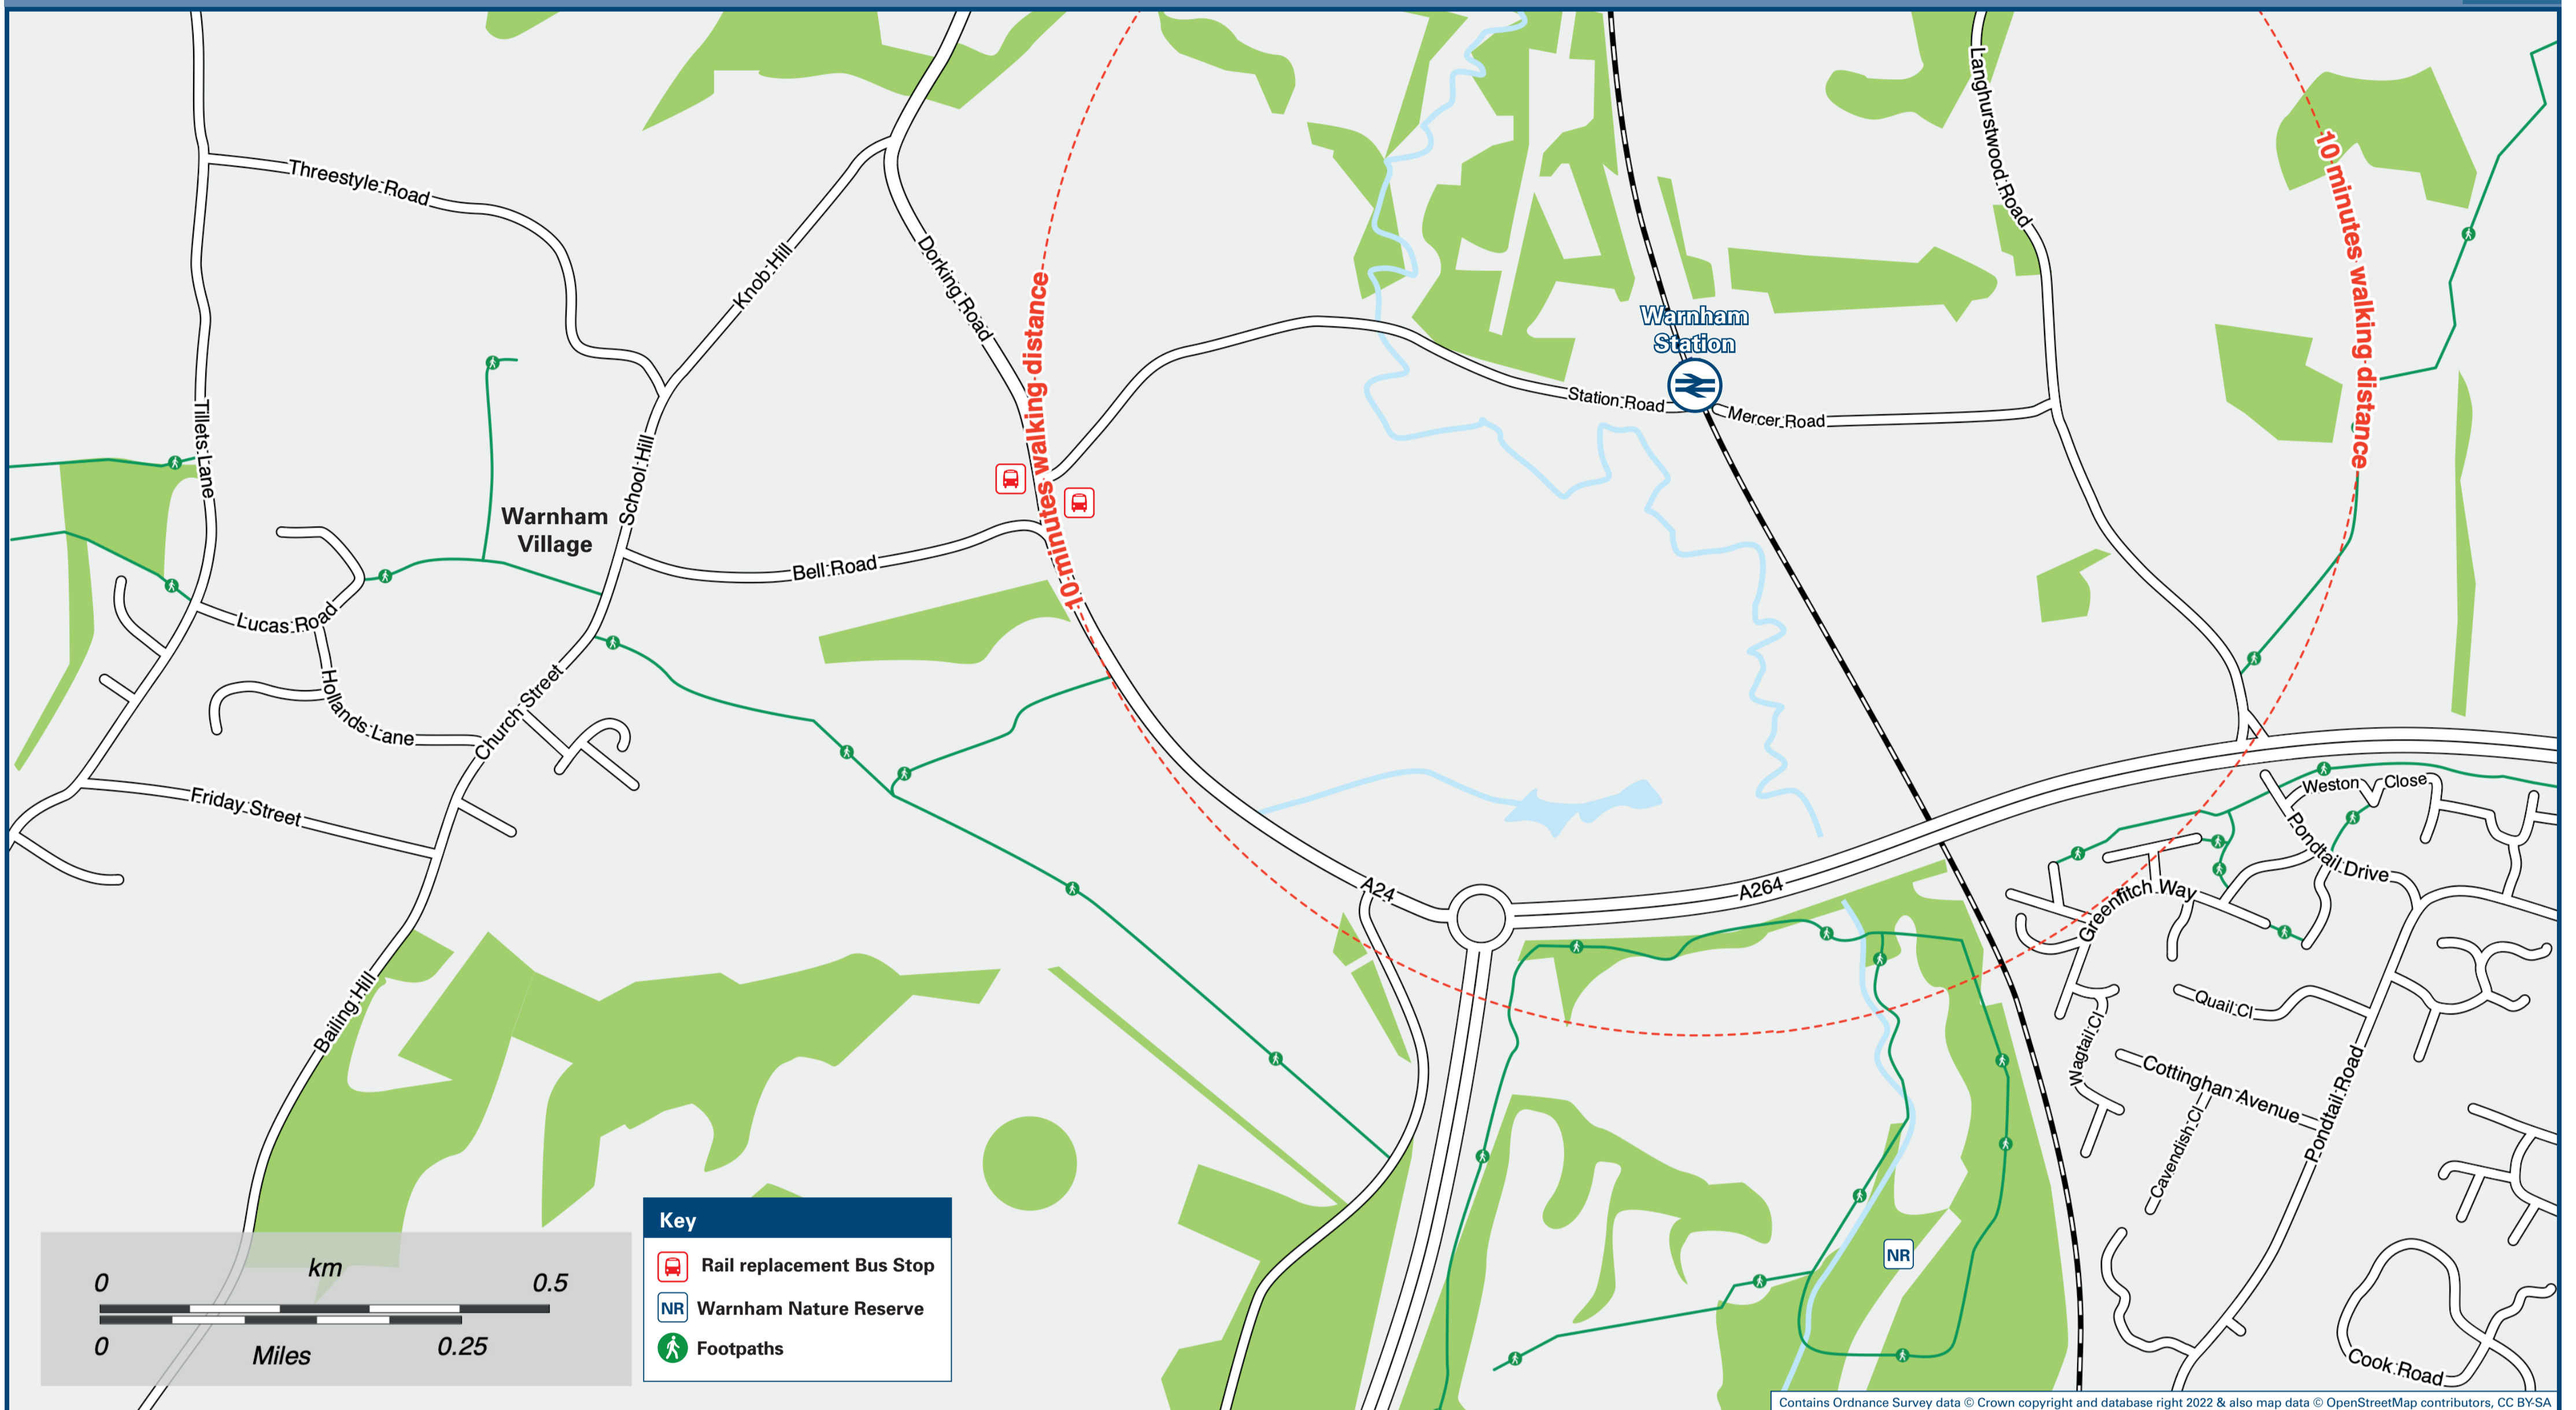 Langhurstwood Road
10 minutes walking distance
Threestyle Road
Knob Hill
Dorking Road
10 minutes walking distance
Warnham
Station
Station Road
Mercer Road
Tillets Lane
School Hill
Warnham
Village
Bell Road
Lucas Road
Hollands Lane
Church Street
Friday Street
Weston Close
Pondtail Drive
A24
A264
Greenfitch Way
Bailing Hill
Quail Cl
Wagtail Cl
Cottinghan Avenue
Cavendish Cl
Pondtail Road
Cook Road
NR
km
0
0.5
0
Miles
0.25
Key
Rail replacement Bus Stop
NR Warnham Nature Reserve
Footpaths
Contains Ordnance Survey data © Crown copyright and database right 2022 & also map data © OpenStreetMap contributors, CC BY-SA